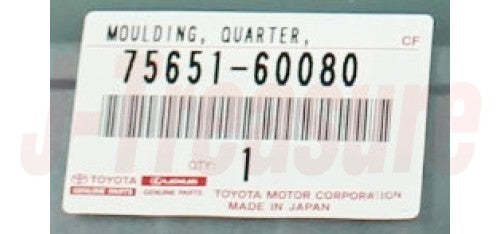 MOULDING, QUARTER,
CF
75651-60080
QTY:
1
TOYOTA LEXUS
GENUINE PARTS GENUINE PARTS
TOYOTA MOTOR CORPORATION
MADE IN JAPAN
J-Treasure